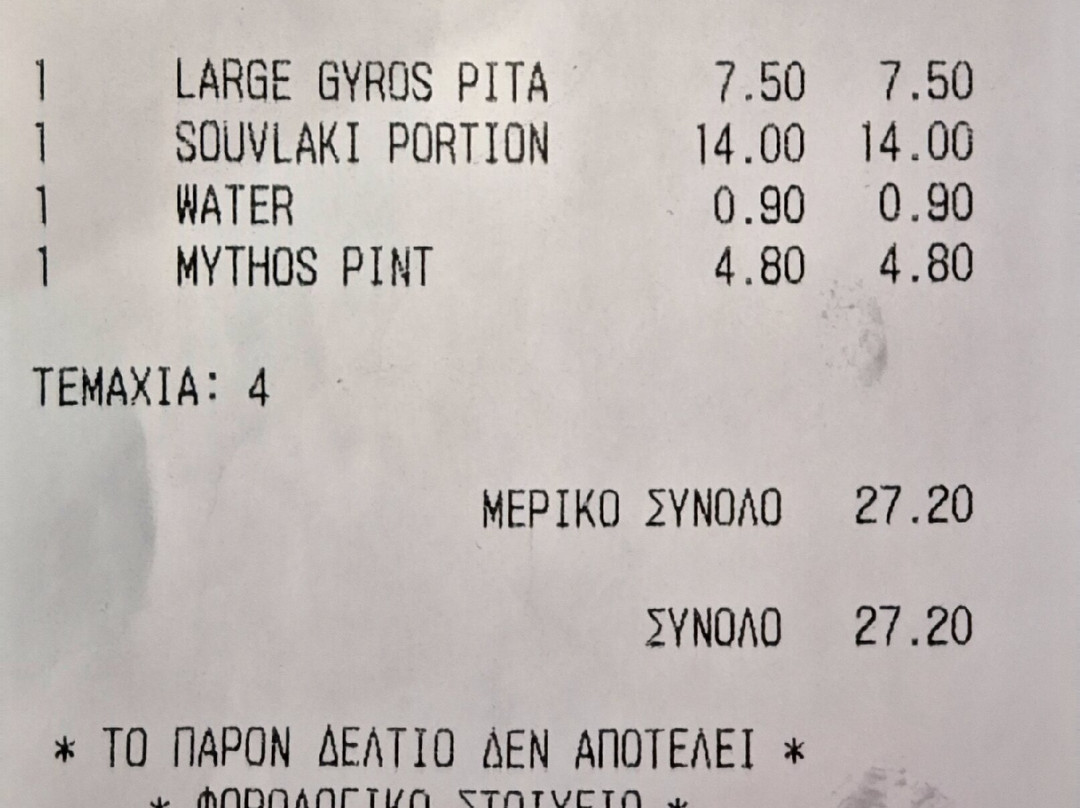 1 LARGE GYROS PITA 7.50 7.50
1 SOUVLAKI PORTION 14.00 14.00
1 WATER 0.90 0.90
1 MYTHOS PINT 4.80 4.80
ΤΕΜΑΧΙΑ: 4
ΜΕΡΙΚΟ ΣΥΝΟΛΟ 27.20
ΣΥΝΟΛΟ 27.20
* ΤΟ ΠΑΡΟΝ ΔΕΛΤΙΟ ΔΕΝ ΑΠΟΤΕΛΕΙ *
* ΦΟΡΟΛΟΓΙΚΟ ΣΤΟΙΧΕΙΟ *